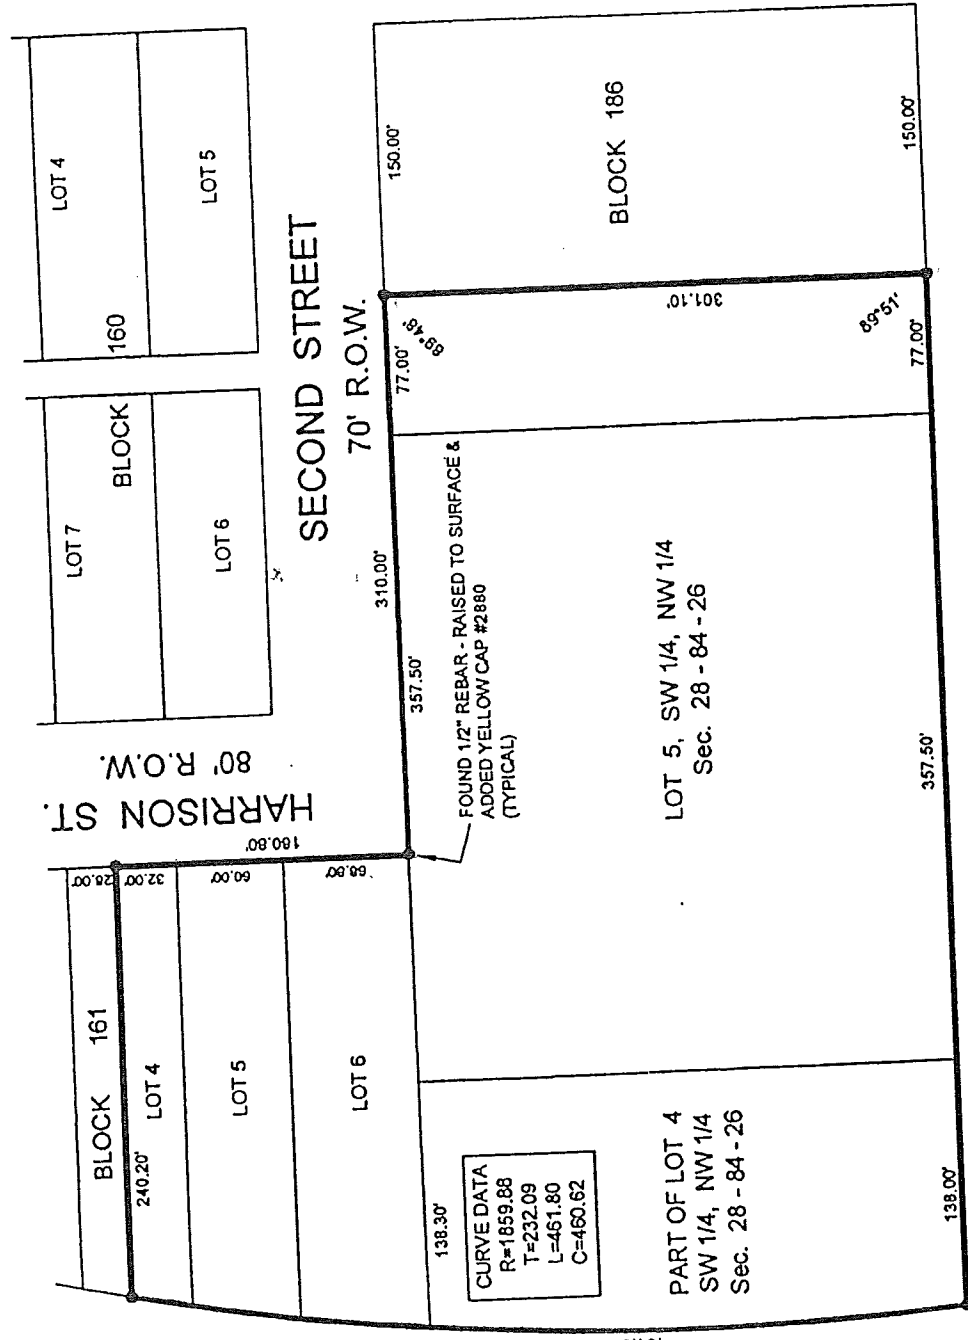 LOT 4
LOT 5
160
BLOCK
LOT 7
LOT 6
SECOND STREET
70' R.O.W.
HARRISON ST.
80' R.O.W.
150.00'
BLOCK 186
150.00'
301.10'
89°48'
89°51'
77.00'
77.00'
310.00'
357.50'
FOUND 1/2" REBAR - RAISED TO SURFACE &
ADDED YELLOW CAP #2880
(TYPICAL)
LOT 5, SW 1/4, NW 1/4
Sec. 28 - 84 - 26
357.50'
180.80'
28.00'
32.00'
60.00'
68.80'
BLOCK 161
240.20'
LOT 4
LOT 5
LOT 6
138.30'
CURVE DATA
R=1859.88
T=232.09
L=461.80
C=460.62
PART OF LOT 4
SW 1/4, NW 1/4
Sec. 28 - 84 - 26
138.00'